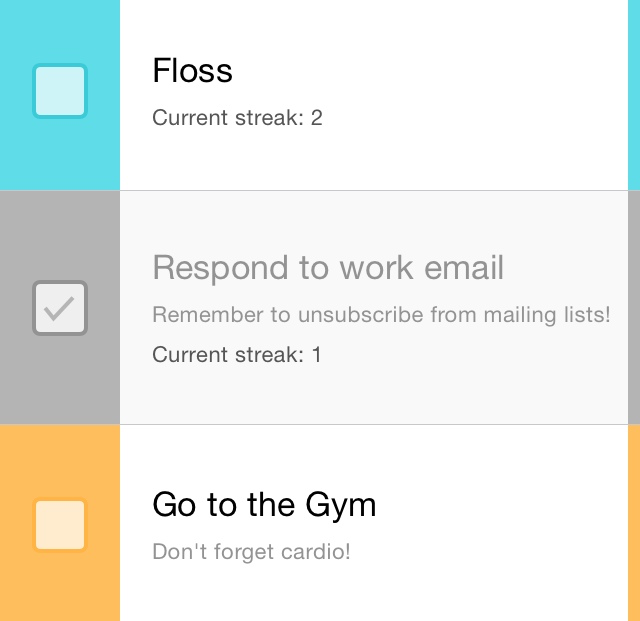 Floss
Current streak: 2
Respond to work email
Remember to unsubscribe from mailing lists!
Current streak: 1
Go to the Gym
Don't forget cardio!